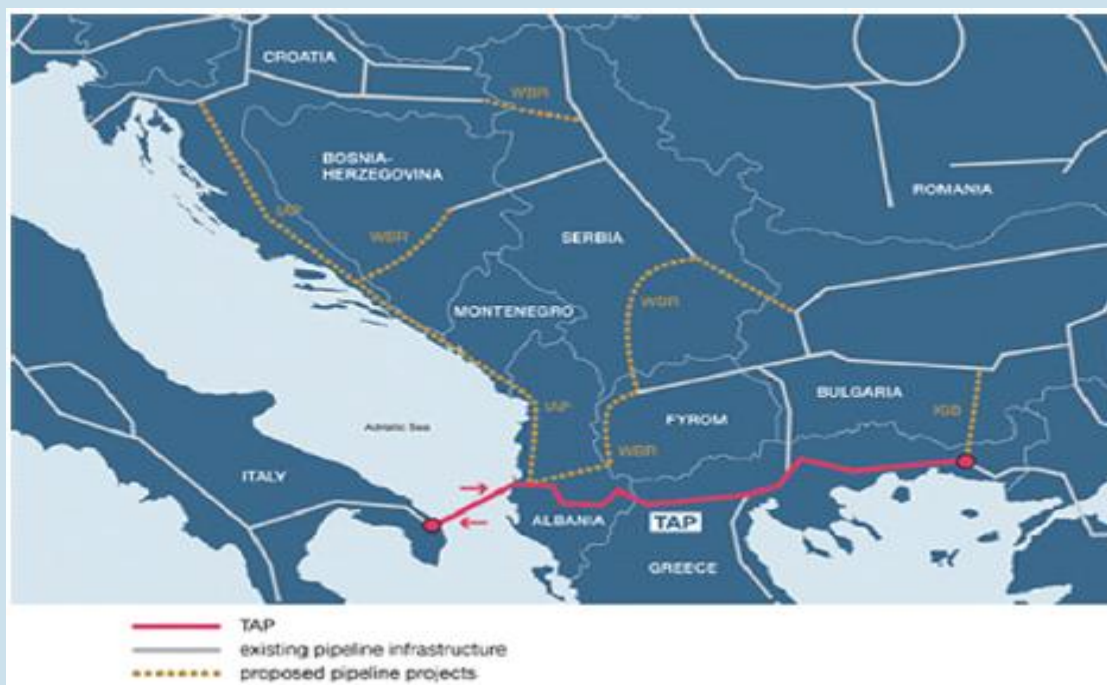 CROATIA
WBR
BOSNIA-
HERZEGOVINA
ROMANIA
IAP
WBR
SERBIA
WBR
MONTENEGRO
BULGARIA
IAP
FYROM
IGB
Adriatic Sea
WBR
ITALY
ALBANIA
TAP
GREECE
TAP
existing pipeline infrastructure
proposed pipeline projects